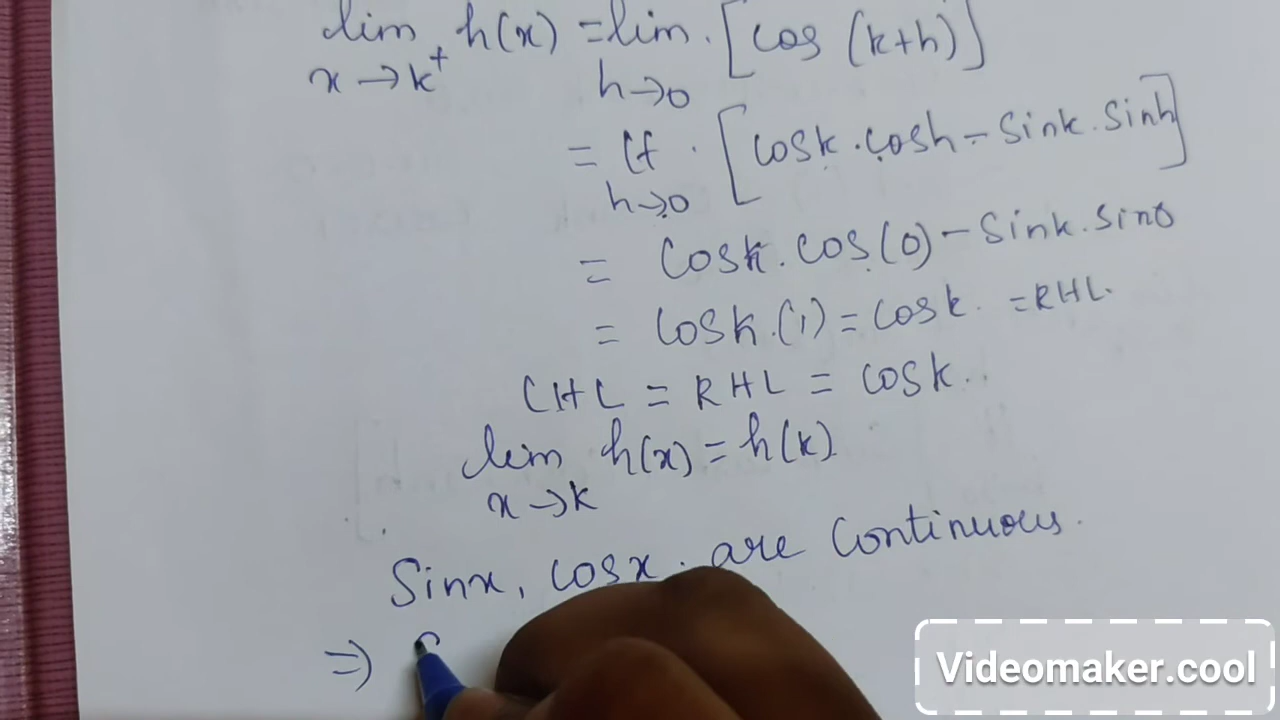 lim h(x) = lim. [cos (k+h)]
x→k⁺ h→0
= lt . [cosk.cosh - sink.sinh]
h→0
= cosk.cos(0) - sink.sin0
= cosk.(1) = cosk. = RHL.
LHL = RHL = cosk..
lim h(x) = h(k).
x→k
Sinx, cosx. are continuous.
⇒
Videomaker.cool